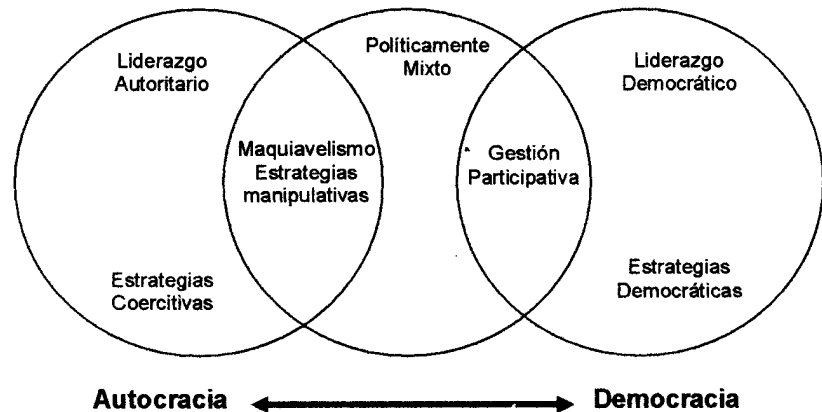 Liderazgo
Autoritario
Políticamente
Mixto
Liderazgo
Democrático
Maquiavelismo
Estrategias
manipulativas
Gestión
Participativa
Estrategias
Coercitivas
Estrategias
Democráticas
Autocracia
Democracia